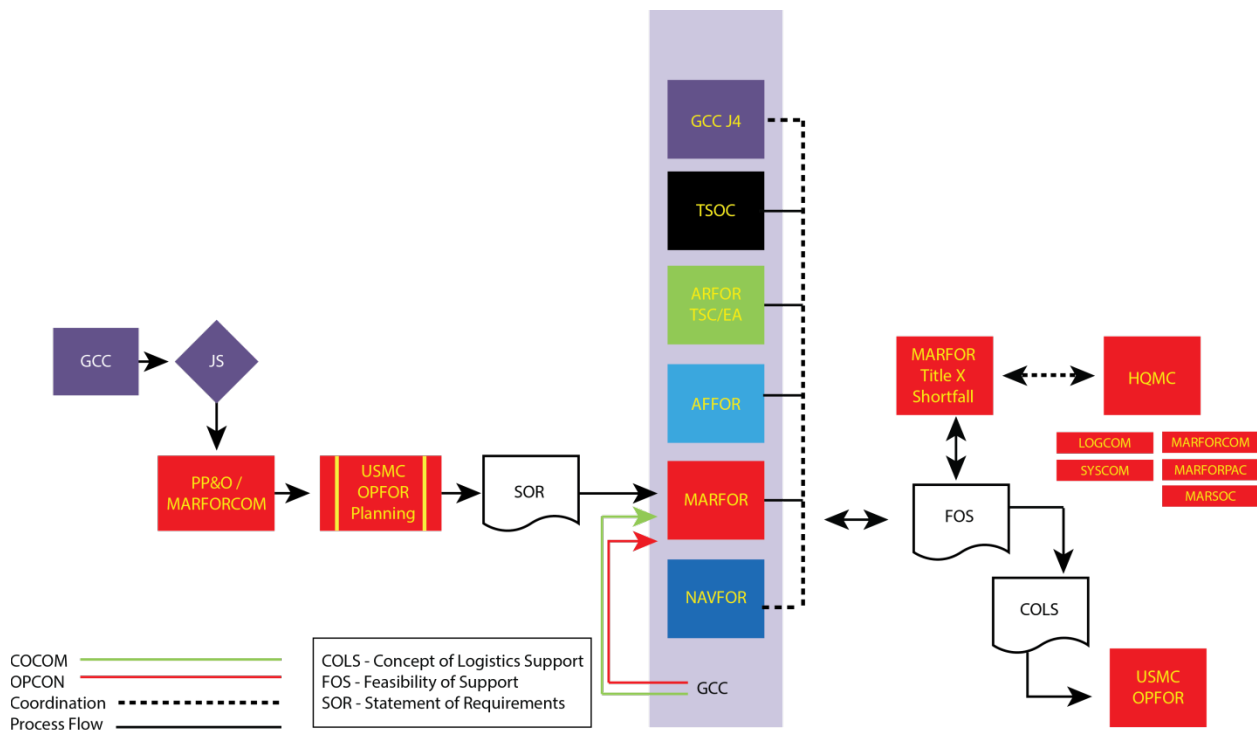 GCC
JS
PP&O /
MARFORCOM
USMC
OPFOR
Planning
SOR
GCC J4
TSOC
ARFOR
TSC/EA
AFFOR
MARFOR
NAVFOR
GCC
MARFOR
Title X
Shortfall
HQMC
LOGCOM
MARFORCOM
SYSCOM
MARFORPAC
MARSOC
FOS
COLS
USMC
OPFOR
COCOM
OPCON
Coordination
Process Flow
COLS - Concept of Logistics Support
FOS - Feasibility of Support
SOR - Statement of Requirements